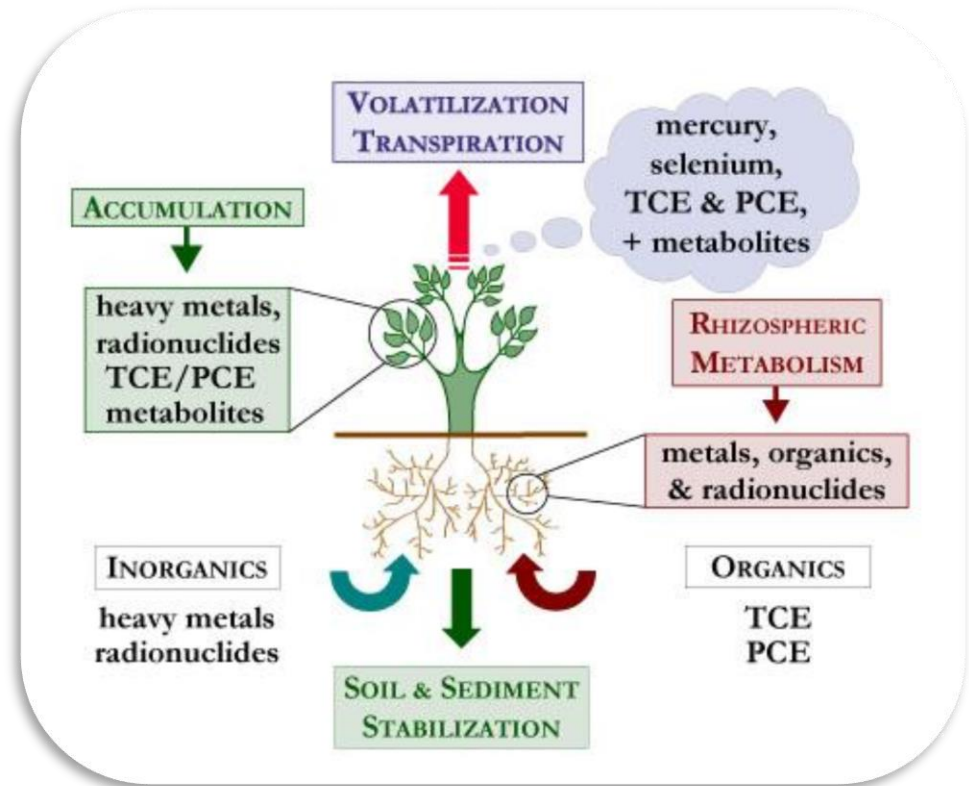 VOLATILIZATION
TRANSPIRATION
mercury,
selenium,
TCE & PCE,
+ metabolites
ACCUMULATION
heavy metals,
radionuclides
TCE/PCE
metabolites
RHIZOSPHERIC
METABOLISM
metals, organics,
& radionuclides
INORGANICS
heavy metals
radionuclides
ORGANICS
TCE
PCE
SOIL & SEDIMENT
STABILIZATION